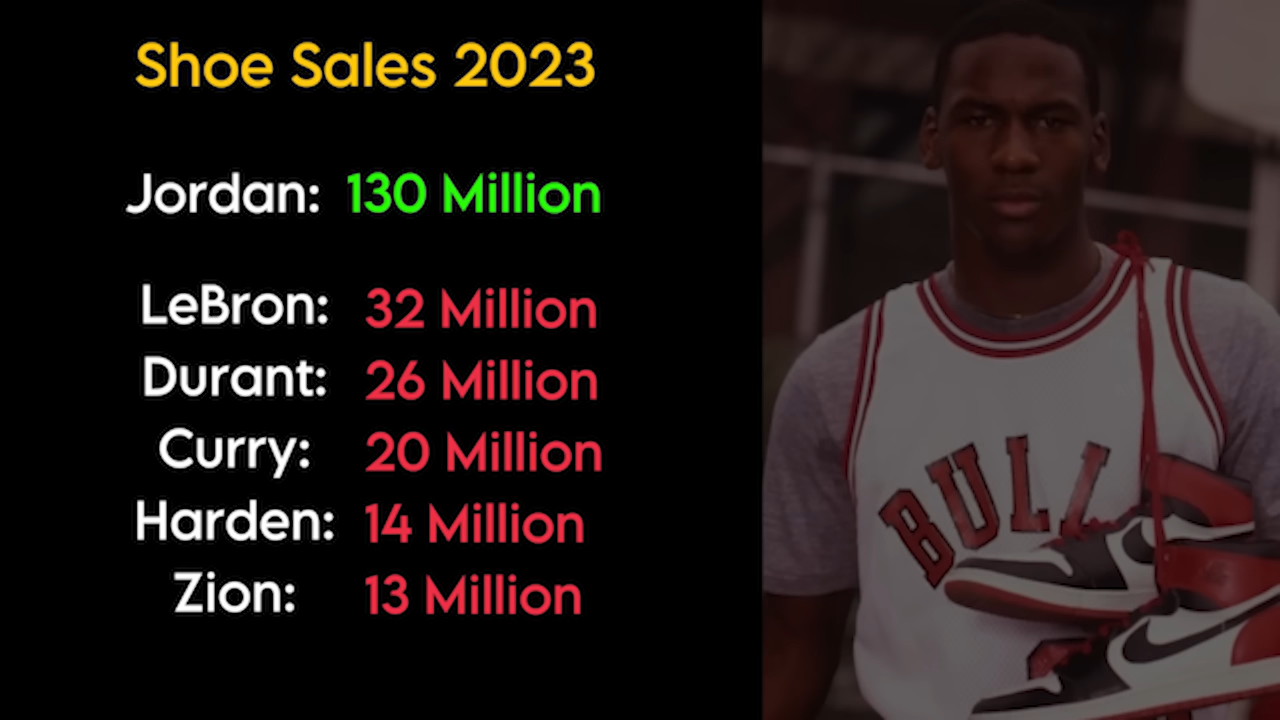 Shoe Sales 2023
Jordan: 130 Million
LeBron: 32 Million
Durant: 26 Million
Curry: 20 Million
Harden: 14 Million
Zion: 13 Million
BULL